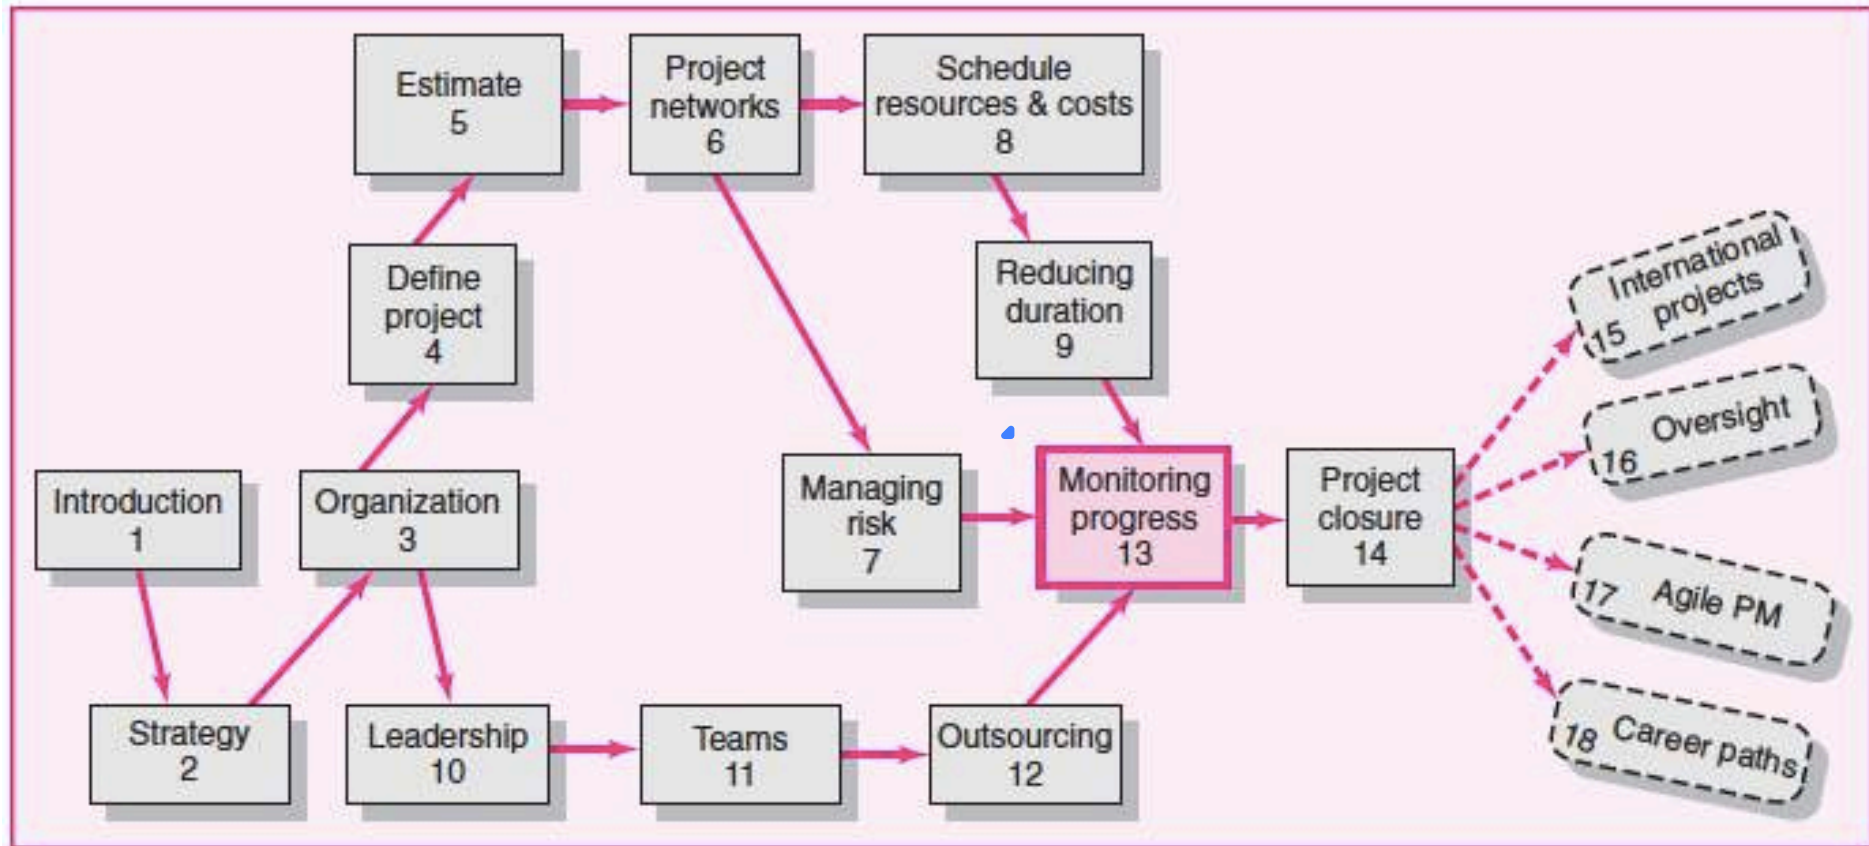 Estimate
5
Project
networks
6
Schedule
resources & costs
8
Define
project
4
Reducing
duration
9
International
projects
15
Oversight
16
Introduction
1
Organization
3
Managing
risk
7
Monitoring
progress
13
Project
closure
14
Agile PM
17
Strategy
2
Leadership
10
Teams
11
Outsourcing
12
Career paths
18